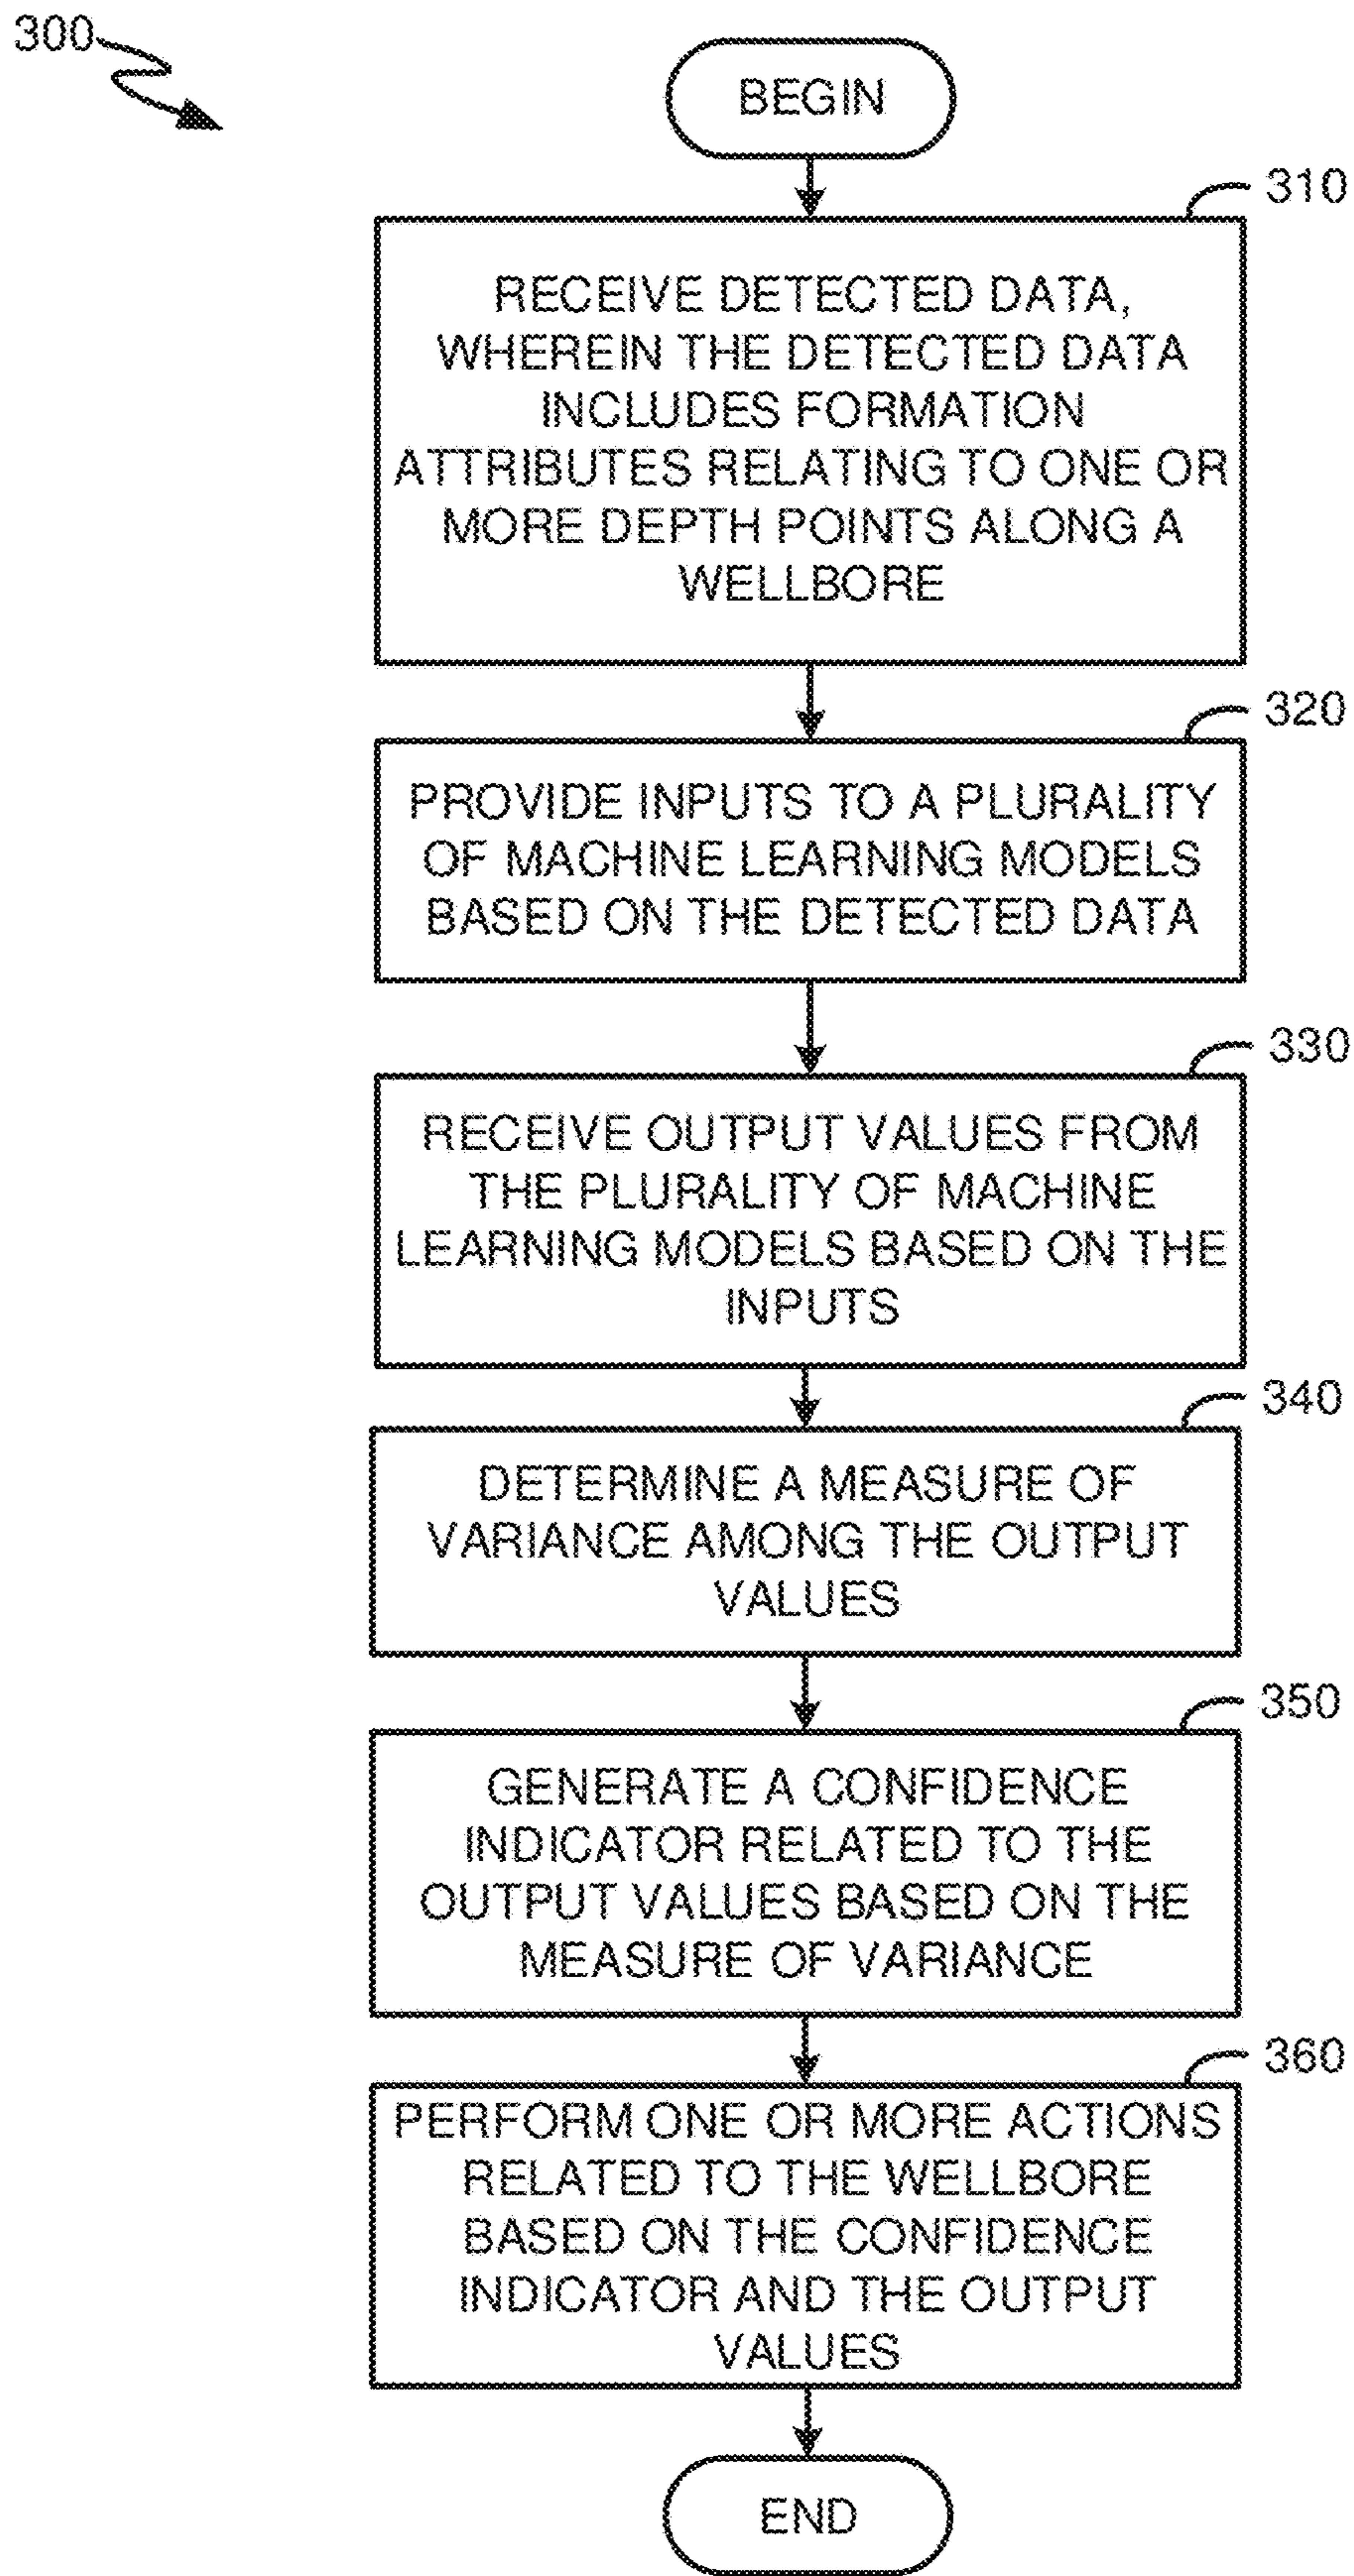 300
BEGIN
310
RECEIVE DETECTED DATA,
WHEREIN THE DETECTED DATA
INCLUDES FORMATION
ATTRIBUTES RELATING TO ONE OR
MORE DEPTH POINTS ALONG A
WELLBORE
320
PROVIDE INPUTS TO A PLURALITY
OF MACHINE LEARNING MODELS
BASED ON THE DETECTED DATA
330
RECEIVE OUTPUT VALUES FROM
THE PLURALITY OF MACHINE
LEARNING MODELS BASED ON THE
INPUTS
340
DETERMINE A MEASURE OF
VARIANCE AMONG THE OUTPUT
VALUES
350
GENERATE A CONFIDENCE
INDICATOR RELATED TO THE
OUTPUT VALUES BASED ON THE
MEASURE OF VARIANCE
360
PERFORM ONE OR MORE ACTIONS
RELATED TO THE WELLBORE
BASED ON THE CONFIDENCE
INDICATOR AND THE OUTPUT
VALUES
END